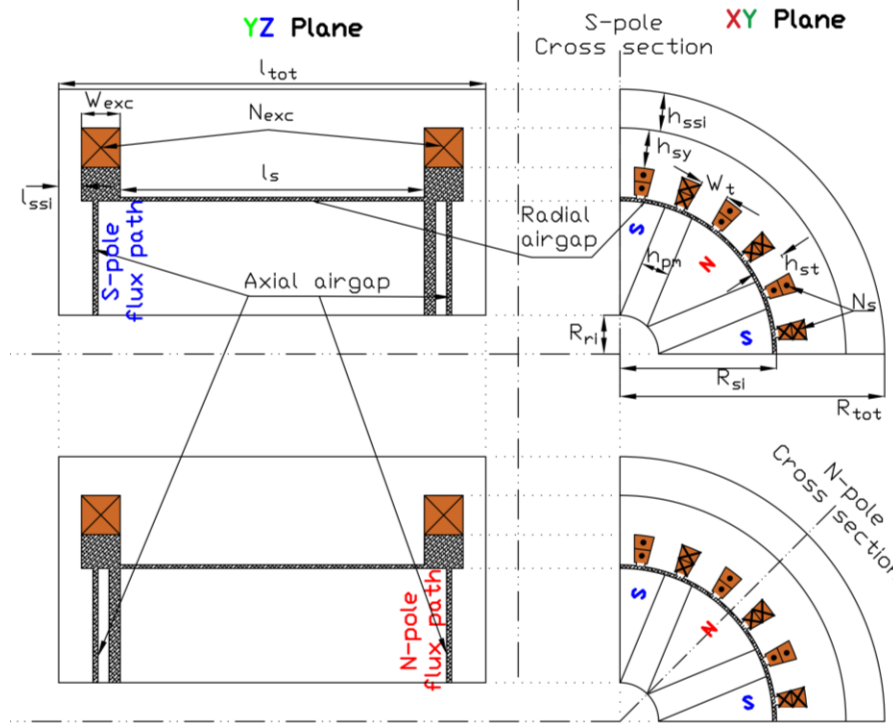 YZ Plane
l_tot
W_exc
N_exc
l_s
l_ssi
S-pole
flux path
Axial airgap
Radial
airgap
S-pole
Cross section
XY Plane
h_ssi
h_sy
W_t
S
N
h_pm
h_st
N_s
S
R_ri
R_si
R_tot
N-pole
flux path
N-pole
Cross section
S
N
S